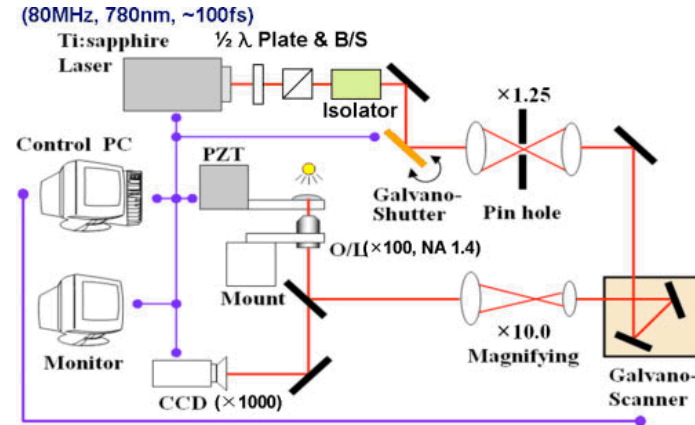 (80MHz, 780nm, ~100fs)
Ti:sapphire
Laser
½ λ Plate & B/S
Isolator
×1.25
Control PC
PZT
Galvano-
Shutter
Pin hole
O/L(×100, NA 1.4)
Mount
×10.0
Magnifying
Monitor
Galvano-
Scanner
CCD (×1000)